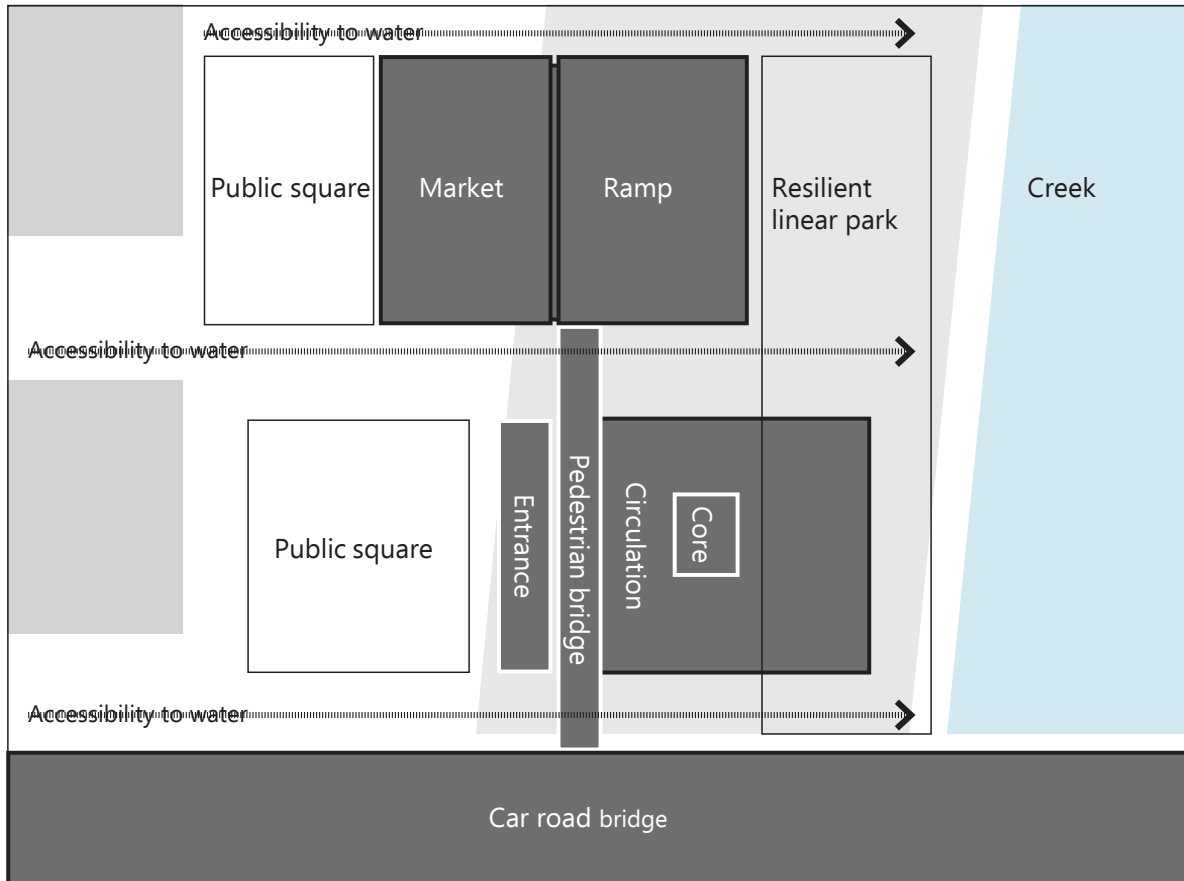 Accessibility to water
Public square
Market
Ramp
Resilient
linear park
Creek
Accessibility to water
Public square
Entrance
Pedestrian bridge
Circulation
Core
Accessibility to water
Car road bridge